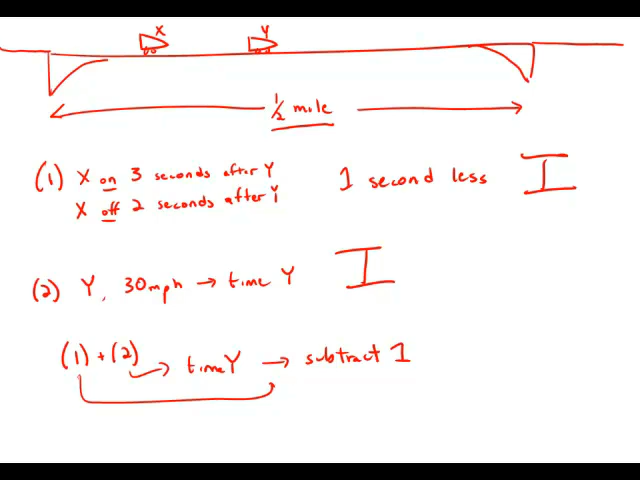 X Y
1/2 mile
(1) X on 3 seconds after Y 1 second less I
X off 2 seconds after Y
(2) Y, 30mph → time Y I
(1) + (2) → time Y → subtract 1